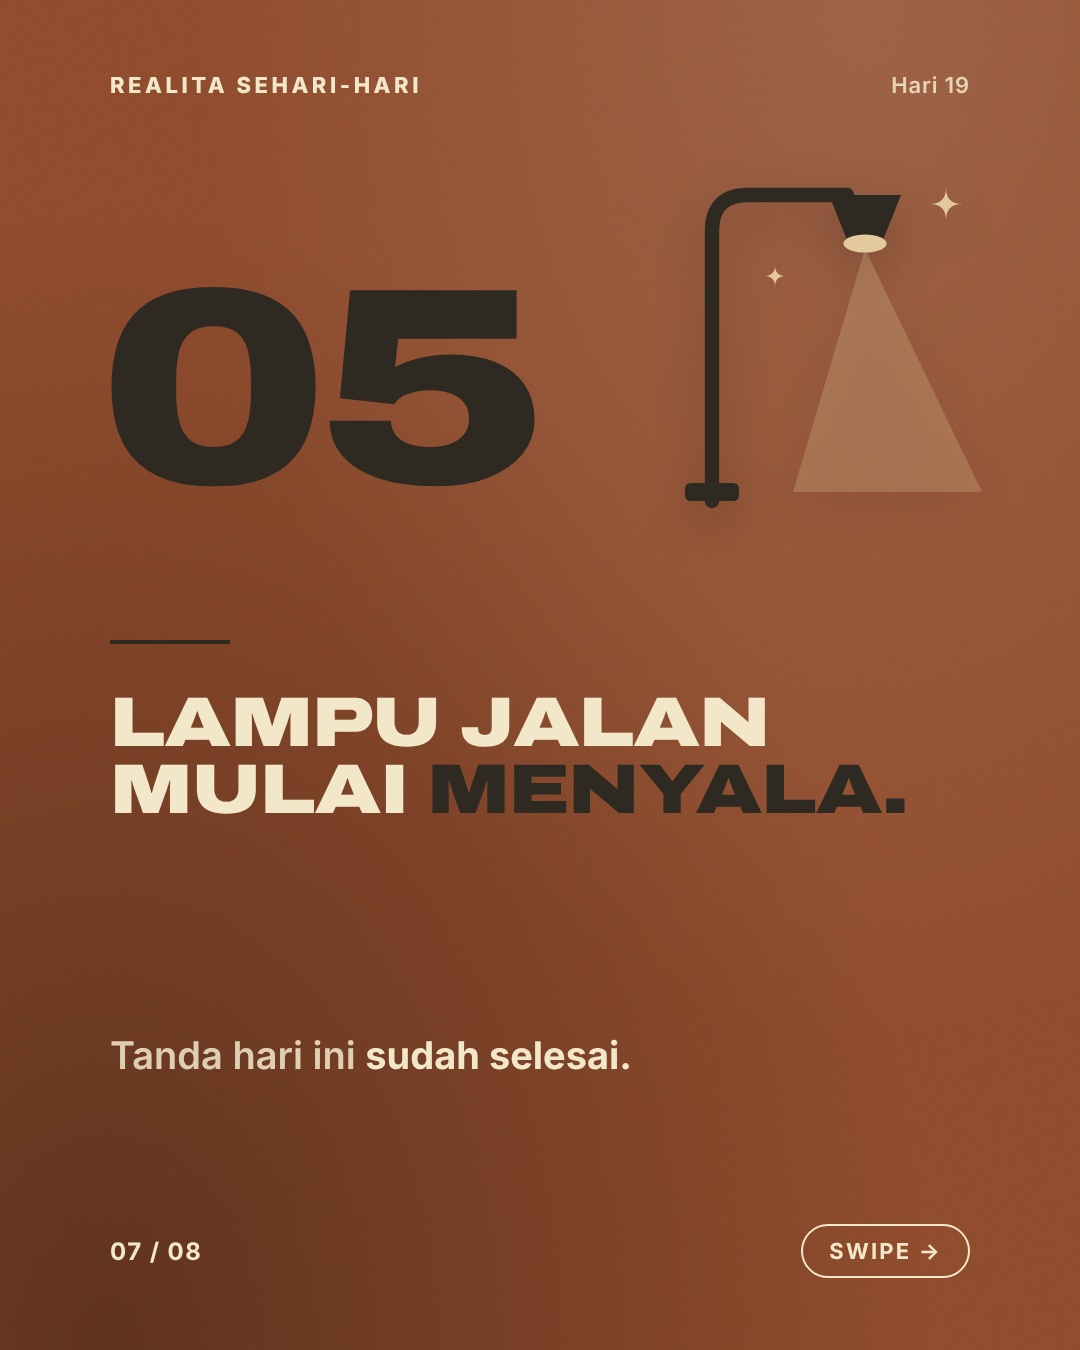 REALITA SEHARI-HARI
Hari 19
05
LAMPU JALAN
MULAI MENYALA.
Tanda hari ini sudah selesai.
07 / 08
SWIPE →